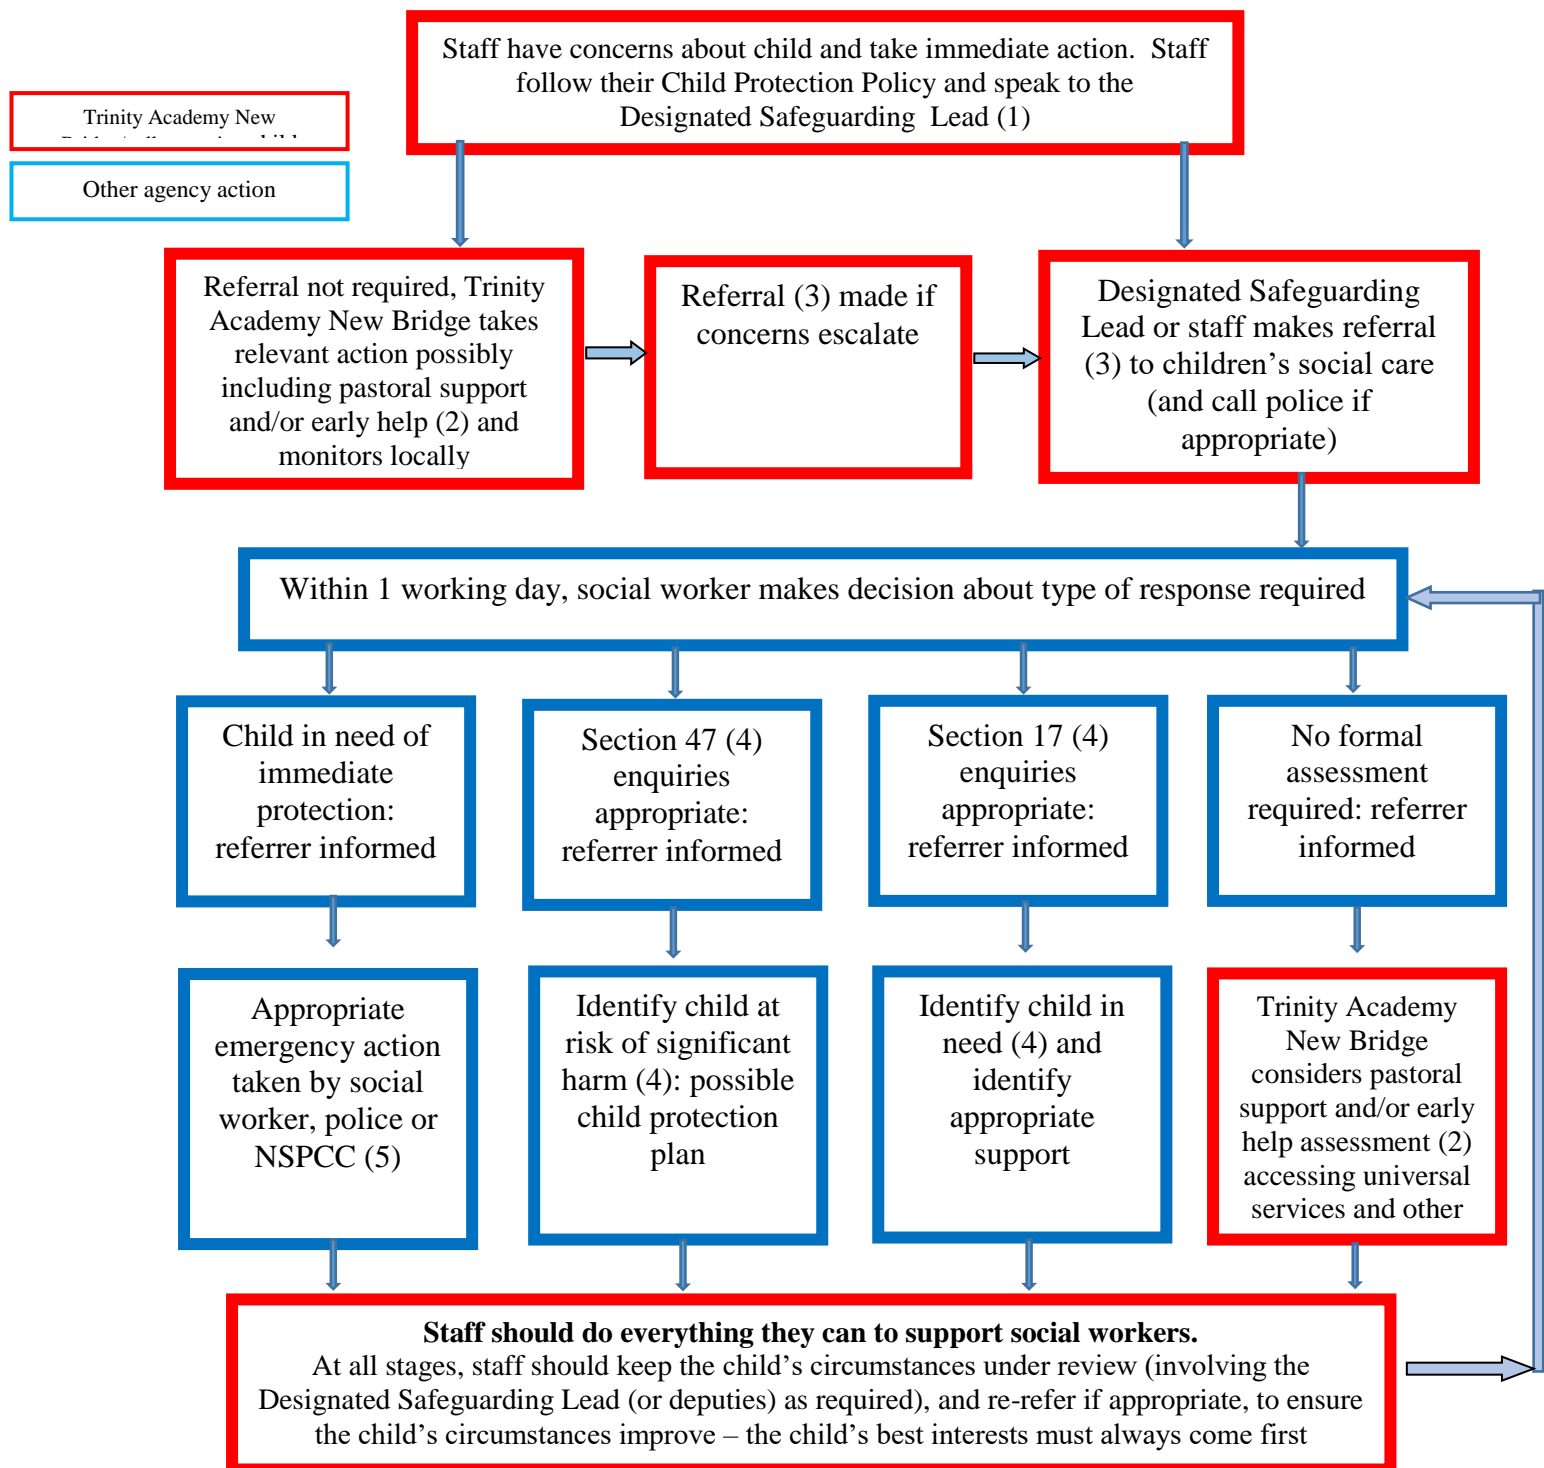 Staff have concerns about child and take immediate action. Staff
follow their Child Protection Policy and speak to the
Designated Safeguarding Lead (1)
Trinity Academy New
Other agency action
Referral not required, Trinity
Academy New Bridge takes
relevant action possibly
including pastoral support
and/or early help (2) and
monitors locally
Referral (3) made if
concerns escalate
Designated Safeguarding
Lead or staff makes referral
(3) to children’s social care
(and call police if
appropriate)
Within 1 working day, social worker makes decision about type of response required
Child in need of
immediate
protection:
referrer informed
Section 47 (4)
enquiries
appropriate:
referrer informed
Section 17 (4)
enquiries
appropriate:
referrer informed
No formal
assessment
required: referrer
informed
Appropriate
emergency action
taken by social
worker, police or
NSPCC (5)
Identify child at
risk of significant
harm (4): possible
child protection
plan
Identify child in
need (4) and
identify
appropriate
support
Trinity Academy
New Bridge
considers pastoral
support and/or early
help assessment (2)
accessing universal
services and other
Staff should do everything they can to support social workers.
At all stages, staff should keep the child’s circumstances under review (involving the
Designated Safeguarding Lead (or deputies) as required), and re-refer if appropriate, to ensure
the child’s circumstances improve – the child’s best interests must always come first